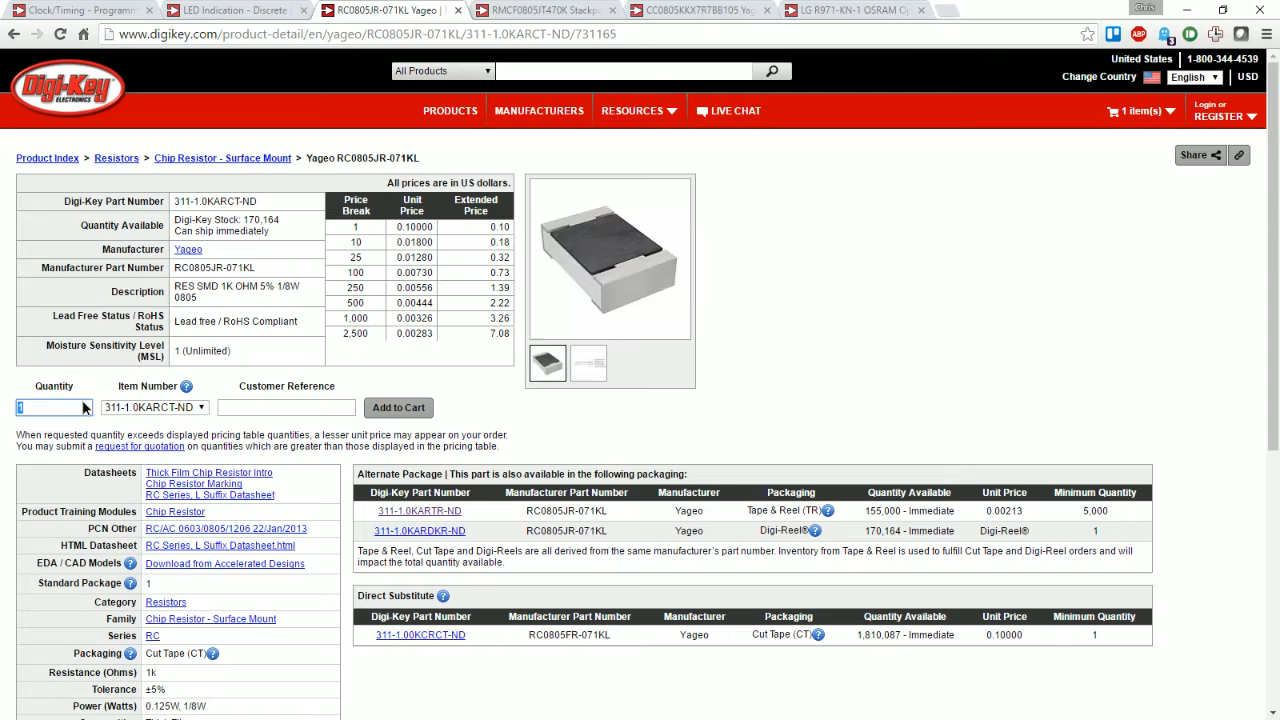 Clock/Timing - Programm
LED Indication - Discrete
RC0805JR-071KL Yageo |
RMCF0805JT470K Stackpo
CC0805KKX7R7BB105 Yag
LG R971-KN-1 OSRAM O
Chris
www.digikey.com/product-detail/en/yageo/RC0805JR-071KL/311-1.0KARCT-ND/731165
ABP
3
Digi-Key
ELECTRONICS
All Products
United States | 1-800-344-4539
Change Country English USD
PRODUCTS MANUFACTURERS RESOURCES LIVE CHAT
1 item(s)
Login or
REGISTER
Product Index > Resistors > Chip Resistor - Surface Mount > Yageo RC0805JR-071KL
Share
All prices are in US dollars.
Digi-Key Part Number 311-1.0KARCT-ND
Quantity Available Digi-Key Stock: 170,164
Can ship immediately
Manufacturer Yageo
Manufacturer Part Number RC0805JR-071KL
Description RES SMD 1K OHM 5% 1/8W
0805
Lead Free Status / RoHS
Status Lead free / RoHS Compliant
Moisture Sensitivity Level
(MSL) 1 (Unlimited)
Price Break Unit Price Extended Price
1 0.10000 0.10
10 0.01800 0.18
25 0.01280 0.32
100 0.00730 0.73
250 0.00556 1.39
500 0.00444 2.22
1,000 0.00326 3.26
2,500 0.00283 7.08
Quantity Item Number ? Customer Reference
1 311-1.0KARCT-ND Add to Cart
When requested quantity exceeds displayed pricing table quantities, a lesser unit price may appear on your order.
You may submit a request for quotation on quantities which are greater than those displayed in the pricing table.
Datasheets Thick Film Chip Resistor Intro
Chip Resistor Marking
RC Series, L Suffix Datasheet
Product Training Modules Chip Resistor
PCN Other RC/AC 0603/0805/1206 22/Jan/2013
HTML Datasheet RC Series, L Suffix Datasheet.html
EDA / CAD Models ? Download from Accelerated Designs
Standard Package ? 1
Category Resistors
Family Chip Resistor - Surface Mount
Series RC
Packaging ? Cut Tape (CT) ?
Resistance (Ohms) 1k
Tolerance ±5%
Power (Watts) 0.125W, 1/8W
Alternate Package | This part is also available in the following packaging:
Digi-Key Part Number Manufacturer Part Number Manufacturer Packaging Quantity Available Unit Price Minimum Quantity
311-1.0KARTR-ND RC0805JR-071KL Yageo Tape & Reel (TR) ? 155,000 - Immediate 0.00213 5,000
311-1.0KARDKR-ND RC0805JR-071KL Yageo Digi-Reel® ? 170,164 - Immediate Digi-Reel® 1
Tape & Reel, Cut Tape and Digi-Reels are all derived from the same manufacturer's part number. Inventory from Tape & Reel is used to fulfill Cut Tape and Digi-Reel orders and will
impact the total quantity available.
Direct Substitute ?
Digi-Key Part Number Manufacturer Part Number Manufacturer Packaging Quantity Available Unit Price Minimum Quantity
311-1.00KCRCT-ND RC0805FR-071KL Yageo Cut Tape (CT) ? 1,810,087 - Immediate 0.10000 1